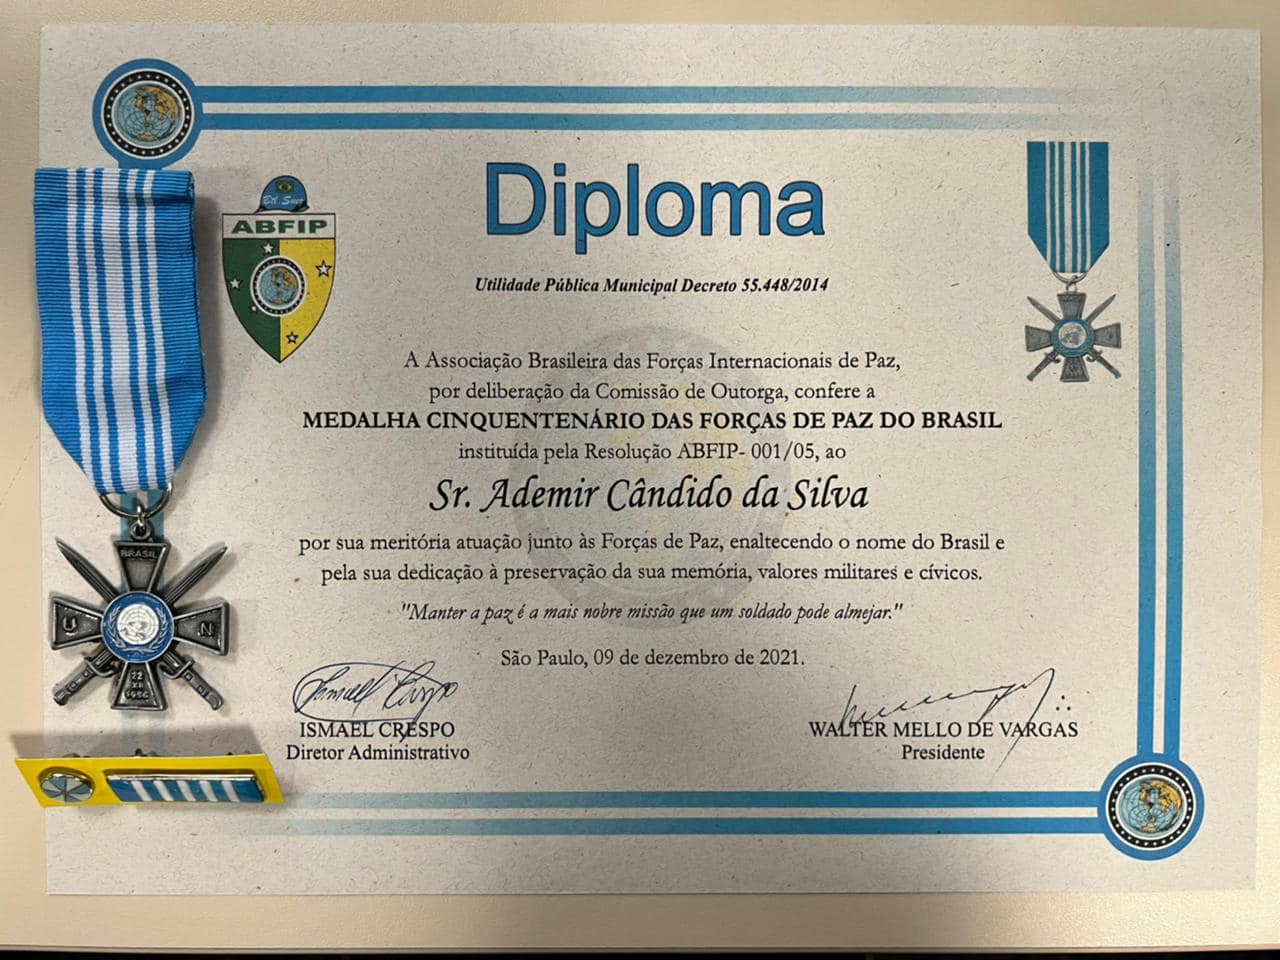 Diploma
Btl. Suez
ABFIP
Utilidade Pública Municipal Decreto 55.448/2014
A Associação Brasileira das Forças Internacionais de Paz,
por deliberação da Comissão de Outorga, confere a
MEDALHA CINQUENTENÁRIO DAS FORÇAS DE PAZ DO BRASIL
instituída pela Resolução ABFIP- 001/05, ao
Sr. Ademir Cândido da Silva
por sua meritória atuação junto às Forças de Paz, enaltecendo o nome do Brasil e
pela sua dedicação à preservação da sua memória, valores militares e cívicos.
"Manter a paz é a mais nobre missão que um soldado pode almejar."
São Paulo, 09 de dezembro de 2021.
ISMAEL CRESPO
Diretor Administrativo
WALTER MELLO DE VARGAS
Presidente
BRASIL
U N
22
XII